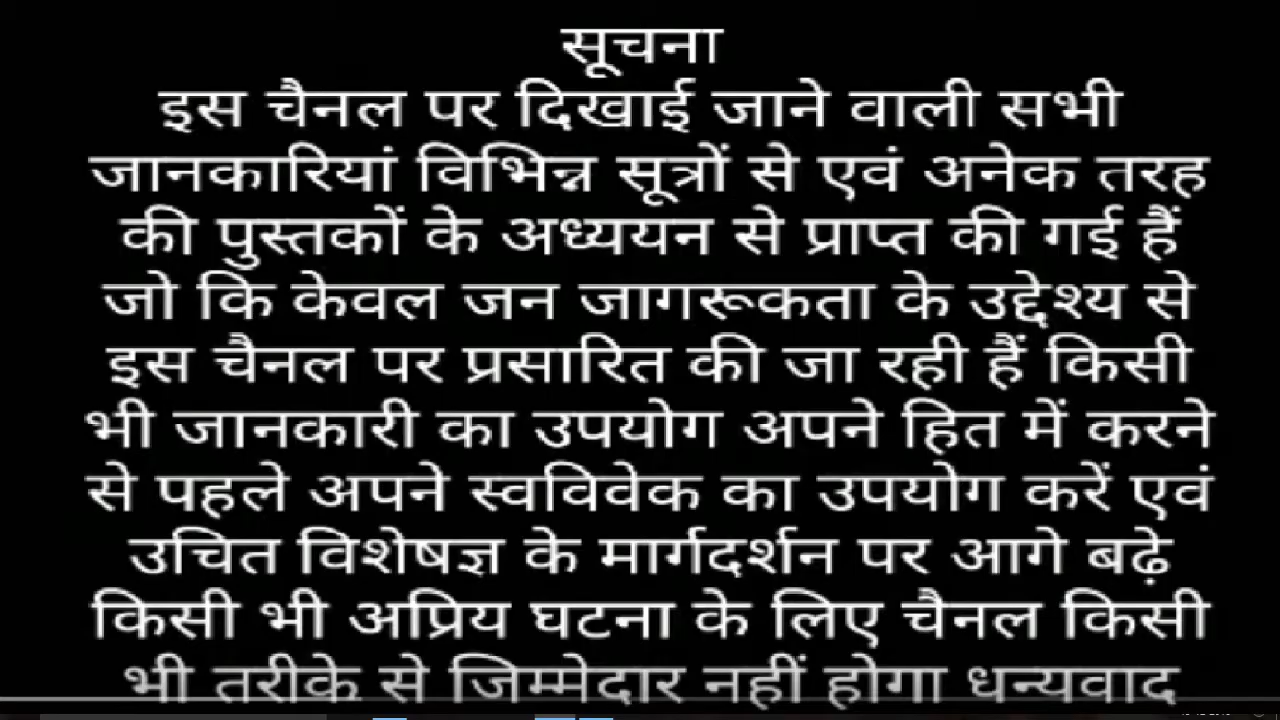 सूचना
इस चैनल पर दिखाई जाने वाली सभी
जानकारियां विभिन्न सूत्रों से एवं अनेक तरह
की पुस्तकों के अध्ययन से प्राप्त की गई हैं
जो कि केवल जन जागरूकता के उद्देश्य से
इस चैनल पर प्रसारित की जा रही हैं किसी
भी जानकारी का उपयोग अपने हित में करने
से पहले अपने स्वविवेक का उपयोग करें एवं
उचित विशेषज्ञ के मार्गदर्शन पर आगे बढ़े
किसी भी अप्रिय घटना के लिए चैनल किसी
भी तरीके से जिम्मेदार नहीं होगा धन्यवाद